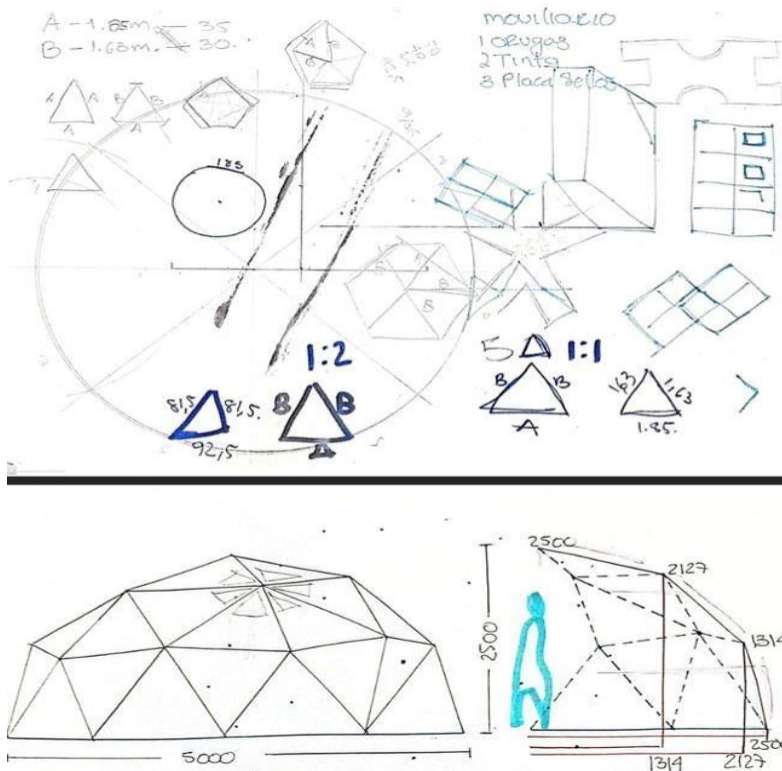 A - 1.85m. - 35
B - 1.63m. - 30.
MOVILIARIO
1 ORUGAS
2 Tinta
3 Placa Sellos
A
B
A
A
A
B
B
A
185
B
1:2
5 1:1
81,5
81,5.
92,5
B
B
A
B
B
A
1,63
1,63
1.85.
2500
2127
1314
2500
5000
1314
2127
2500